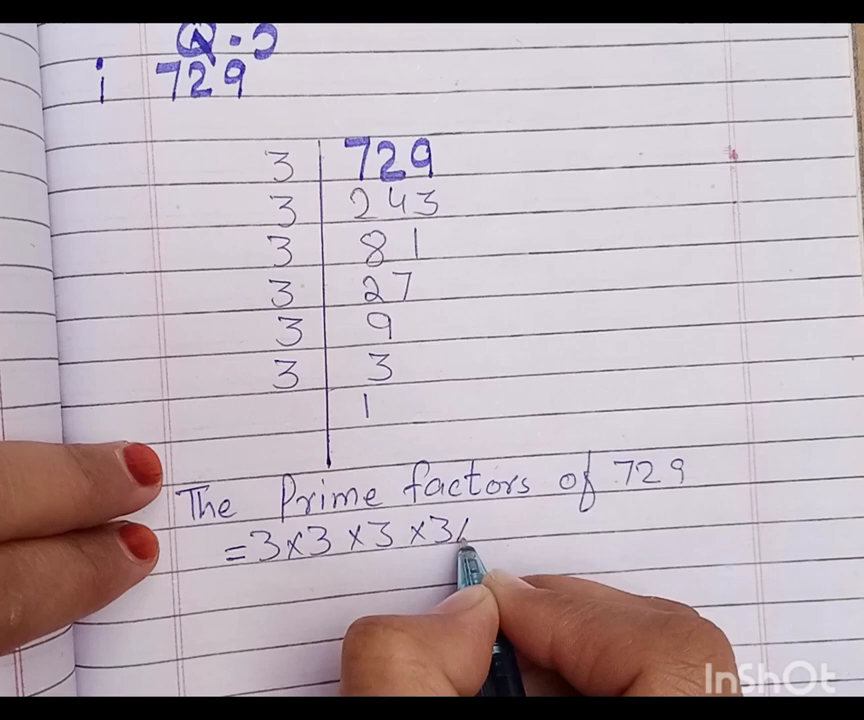 Q.5
i 729
3 729
3 243
3 81
3 27
3 9
3 3
1
The Prime factors of 729
=3×3×3×3
InShOt